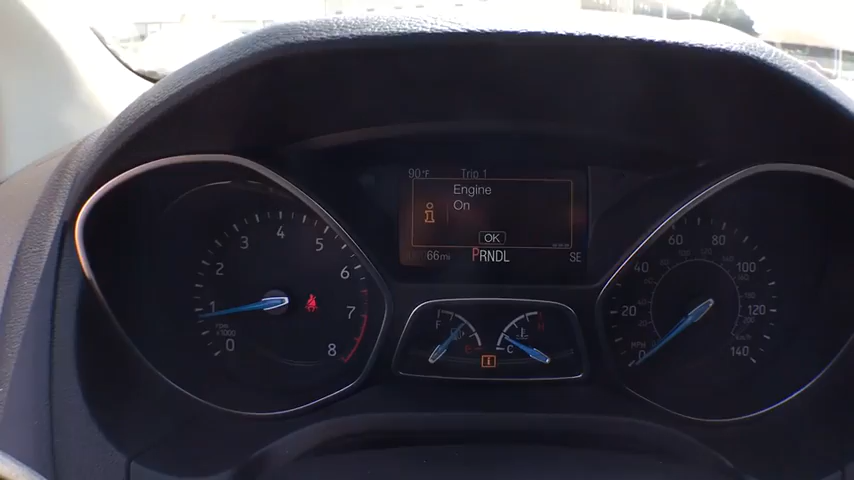 90°F Trip 1
Engine
On
i
OK
66mi PRNDL SE
0 1 2 3 4 5 6 7 8
rpm
x1000
F E
C H
i
0 20 40 60 80 100 120 140
MPH
km/h